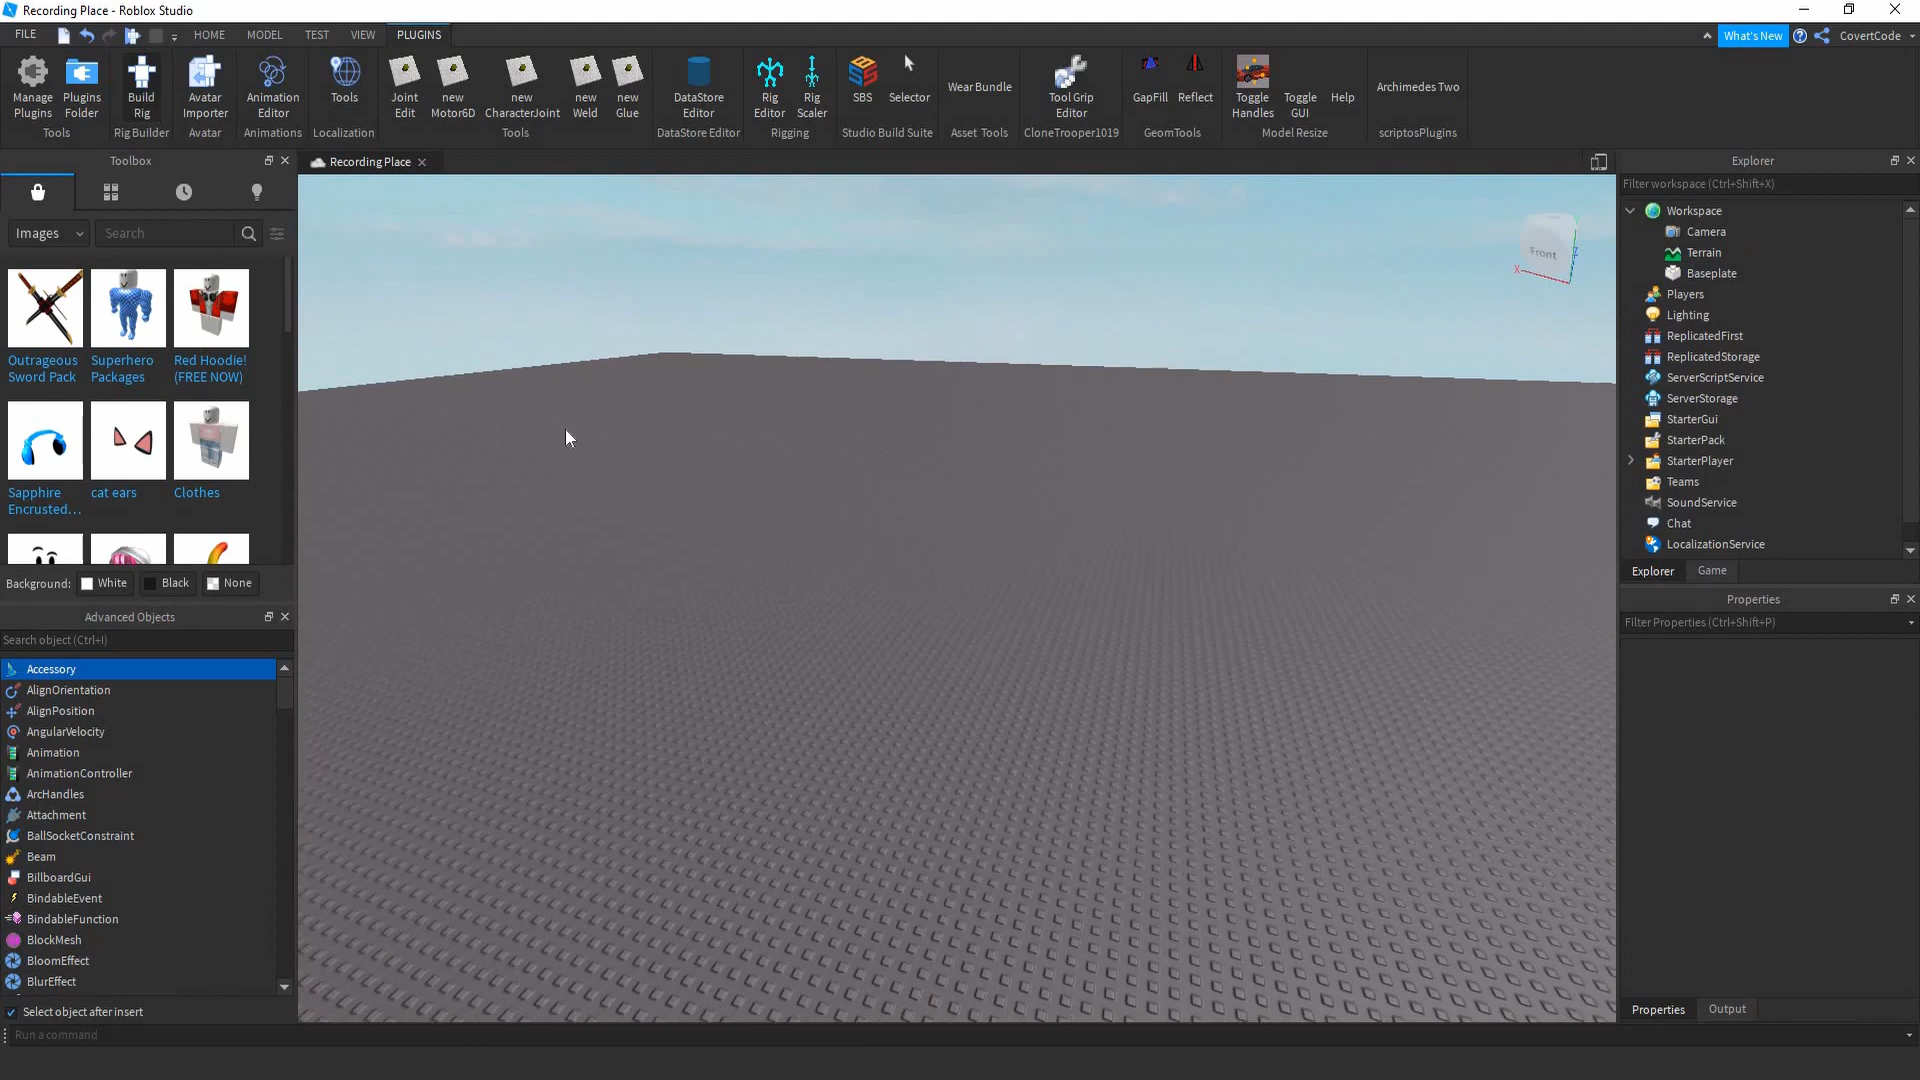 Recording Place - Roblox Studio
FILE HOME MODEL TEST VIEW PLUGINS What's New CovertCode
Manage Plugins
Plugins Folder
Tools
Build Rig
Rig Builder
Avatar Importer
Avatar
Animation Editor
Animations
Tools
Localization
Joint Edit
new Motor6D
new CharacterJoint
new Weld
new Glue
Tools
DataStore Editor
DataStore Editor
Rig Editor
Rig Scaler
Rigging
SBS
Selector
Studio Build Suite
Wear Bundle
Asset Tools
Tool Grip Editor
CloneTrooper1019
GapFill
Reflect
GeomTools
Toggle Handles
Toggle GUI
Help
Model Resize
Archimedes Two
scriptosPlugins
Toolbox
Images
Search
Outrageous Sword Pack
Superhero Packages
Red Hoodie! (FREE NOW)
Sapphire Encrusted...
cat ears
Clothes
Background: White Black None
Advanced Objects
Search object (Ctrl+I)
Accessory
AlignOrientation
AlignPosition
AngularVelocity
Animation
AnimationController
ArcHandles
Attachment
BallSocketConstraint
Beam
BillboardGui
BindableEvent
BindableFunction
BlockMesh
BloomEffect
BlurEffect
Select object after insert
Run a command
Recording Place
Front
X
Explorer
Filter workspace (Ctrl+Shift+X)
Workspace
Camera
Terrain
Baseplate
Players
Lighting
ReplicatedFirst
ReplicatedStorage
ServerScriptService
ServerStorage
StarterGui
StarterPack
StarterPlayer
Teams
SoundService
Chat
LocalizationService
Explorer Game
Properties
Filter Properties (Ctrl+Shift+P)
Properties Output